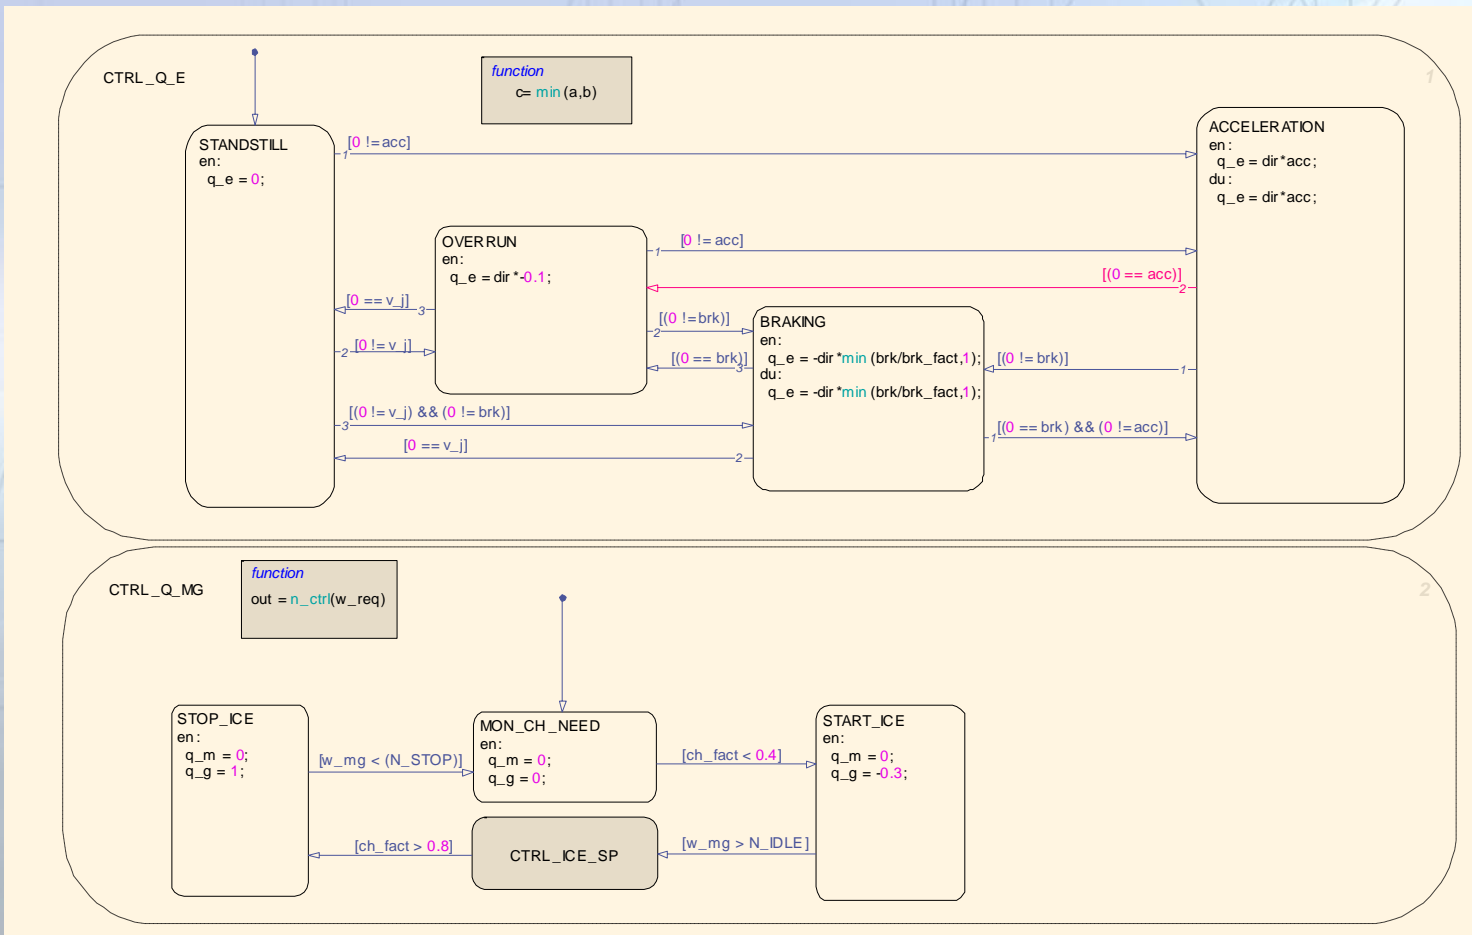 CTRL_Q_E
function
c= min(a,b)
1
STANDSTILL
en:
q_e = 0;
[0 !=acc]
1
ACCELERATION
en:
q_e = dir*acc;
du:
q_e = dir*acc;
OVERRUN
en:
q_e = dir*-0.1;
[0 != acc]
1
[(0 == acc)]
2
[0 == v_j]
3
[0 != v_j]
2
[(0 !=brk)]
2
[(0 == brk)]
3
BRAKING
en:
q_e = -dir*min(brk/brk_fact,1);
du:
q_e = -dir*min(brk/brk_fact,1);
[(0 != brk)]
1
[(0 != v_j) && (0 != brk)]
3
[0 == v_j]
2
[(0 == brk) && (0 !=acc)]
1
CTRL_Q_MG
function
out = n_ctrl(w_req)
2
STOP_ICE
en:
q_m = 0;
q_g = 1;
[w_mg < (N_STOP)]
MON_CH_NEED
en:
q_m = 0;
q_g = 0;
[ch_fact < 0.4]
START_ICE
en:
q_m = 0;
q_g = -0.3;
[ch_fact > 0.8]
CTRL_ICE_SP
[w_mg > N_IDLE]